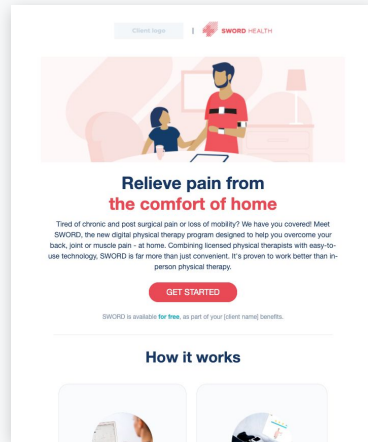 Client logo | SWORD HEALTH
Relieve pain from
the comfort of home
Tired of chronic and post surgical pain or loss of mobility? We have you covered! Meet
SWORD, the new digital physical therapy program designed to help you overcome your
back, joint or muscle pain - at home. Combining licensed physical therapists with easy-to-
use technology, SWORD is far more than just convenient. It's proven to work better than in-
person physical therapy.
GET STARTED
SWORD is available for free, as part of your [client name] benefits.
How it works